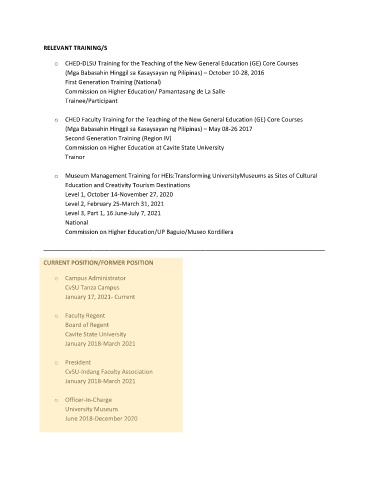 RELEVANT TRAINING/S
o CHED-DLSU Training for the Teaching of the New General Education (GE) Core Courses
(Mga Babasahin Hinggil sa Kasaysayan ng Pilipinas) – October 10-28, 2016
First Generation Training (National)
Commission on Higher Education/ Pamantasang de La Salle
Trainee/Participant
o CHED Faculty Training for the Teaching of the New General Education (GE) Core Courses
(Mga Babasahin Hinggil sa Kasaysayan ng Pilipinas) – May 08-26 2017
Second Generation Training (Region IV)
Commission on Higher Education at Cavite State University
Trainor
o Museum Management Training for HEIs:Transforming UniversityMuseums as Sites of Cultural
Education and Creativity Tourism Destinations
Level 1, October 14-November 27, 2020
Level 2, February 25-March 31, 2021
Level 3, Part 1, 16 June-July 7, 2021
National
Commission on Higher Education/UP Baguio/Museo Kordillera
CURRENT POSITION/FORMER POSITION
o Campus Administrator
CvSU Tanza Campus
January 17, 2021- Current
o Faculty Regent
Board of Regent
Cavite State University
January 2018-March 2021
o President
CvSU-Indang Faculty Association
January 2018-March 2021
o Officer-In-Charge
University Museum
June 2018-December 2020